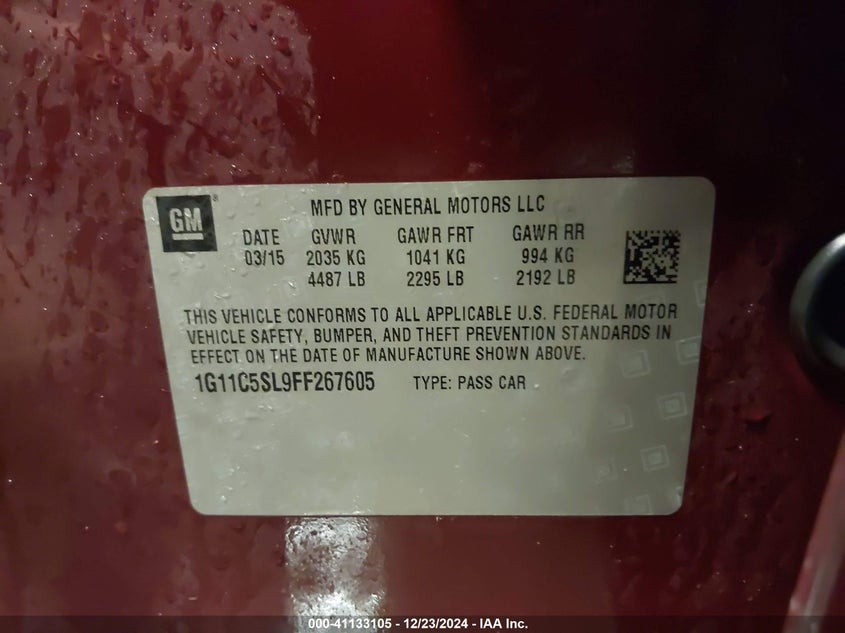 GM®
MFD BY GENERAL MOTORS LLC
DATE GVWR GAWR FRT GAWR RR
03/15 2035 KG 1041 KG 994 KG
4487 LB 2295 LB 2192 LB
THIS VEHICLE CONFORMS TO ALL APPLICABLE U.S. FEDERAL MOTOR
VEHICLE SAFETY, BUMPER, AND THEFT PREVENTION STANDARDS IN
EFFECT ON THE DATE OF MANUFACTURE SHOWN ABOVE.
1G11C5SL9FF267605 TYPE: PASS CAR
000-41133105 - 12/23/2024 - IAA Inc.